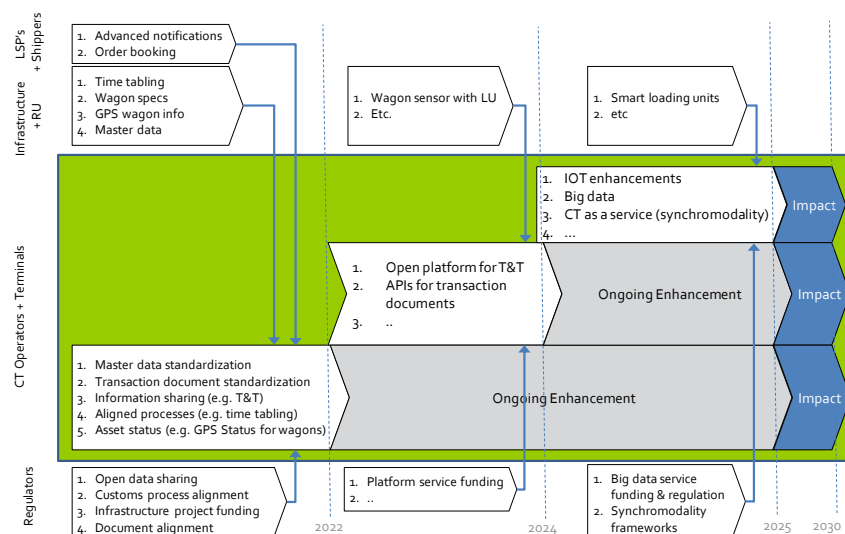 LSP's
+ Shippers
1. Advanced notifications
2. Order booking
Infrastructure
+ RU
1. Time tabling
2. Wagon specs
3. GPS wagon info
4. Master data
1. Wagon sensor with LU
2. Etc.
1. Smart loading units
2. etc
CT Operators + Terminals
1. IOT enhancements
2. Big data
3. CT as a service (synchromodality)
4. ...
Impact
1. Open platform for T&T
2. APIs for transaction
documents
3. ..
Ongoing Enhancement
Impact
1. Master data standardization
2. Transaction document standardization
3. Information sharing (e.g. T&T)
4. Aligned processes (e.g. time tabling)
5. Asset status (e.g. GPS Status for wagons)
Ongoing Enhancement
Impact
Regulators
1. Open data sharing
2. Customs process alignment
3. Infrastructure project funding
4. Document alignment
1. Platform service funding
2. ..
1. Big data service
funding & regulation
2. Synchromodality
frameworks
2022
2024
2025
2030